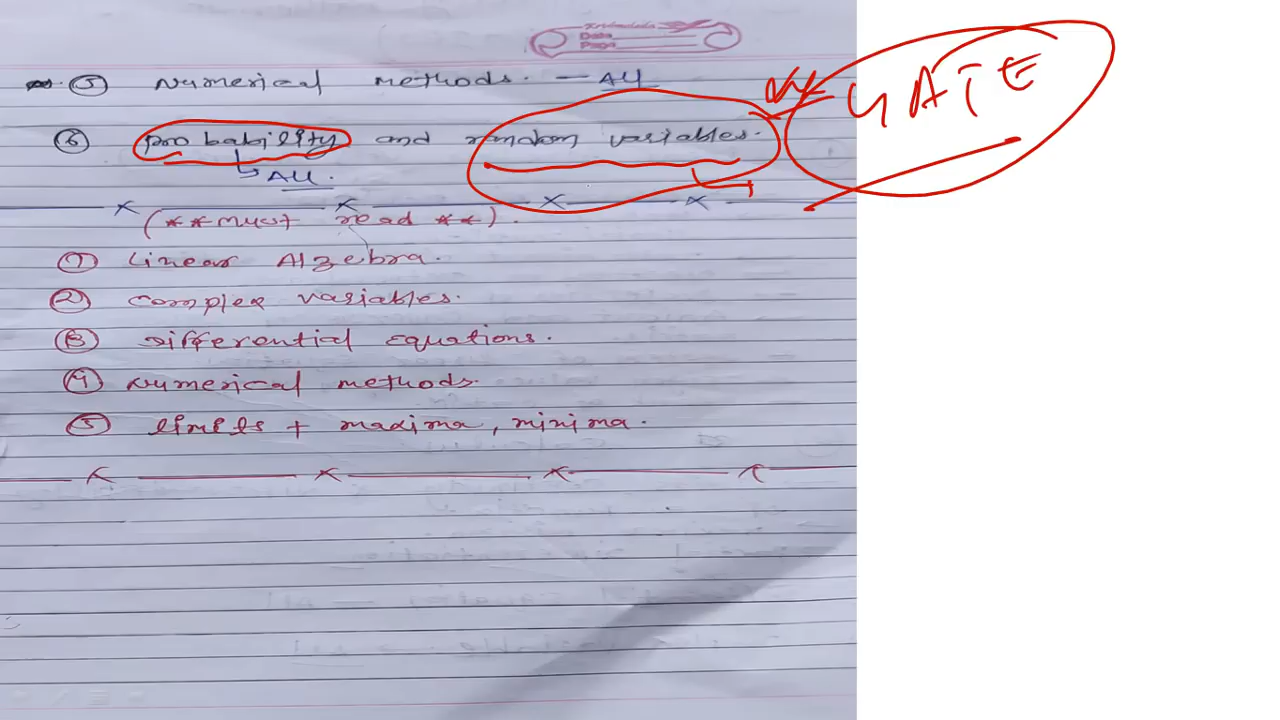 Date
Page
⑤ Numerical methods. — All
GATE
⑥ probability and random variables.
↳ All.
(**must read **).
① Linear Algebra.
② Complex variables.
③ Differential Equations.
④ Numerical methods.
⑤ limits + maxima, minima.